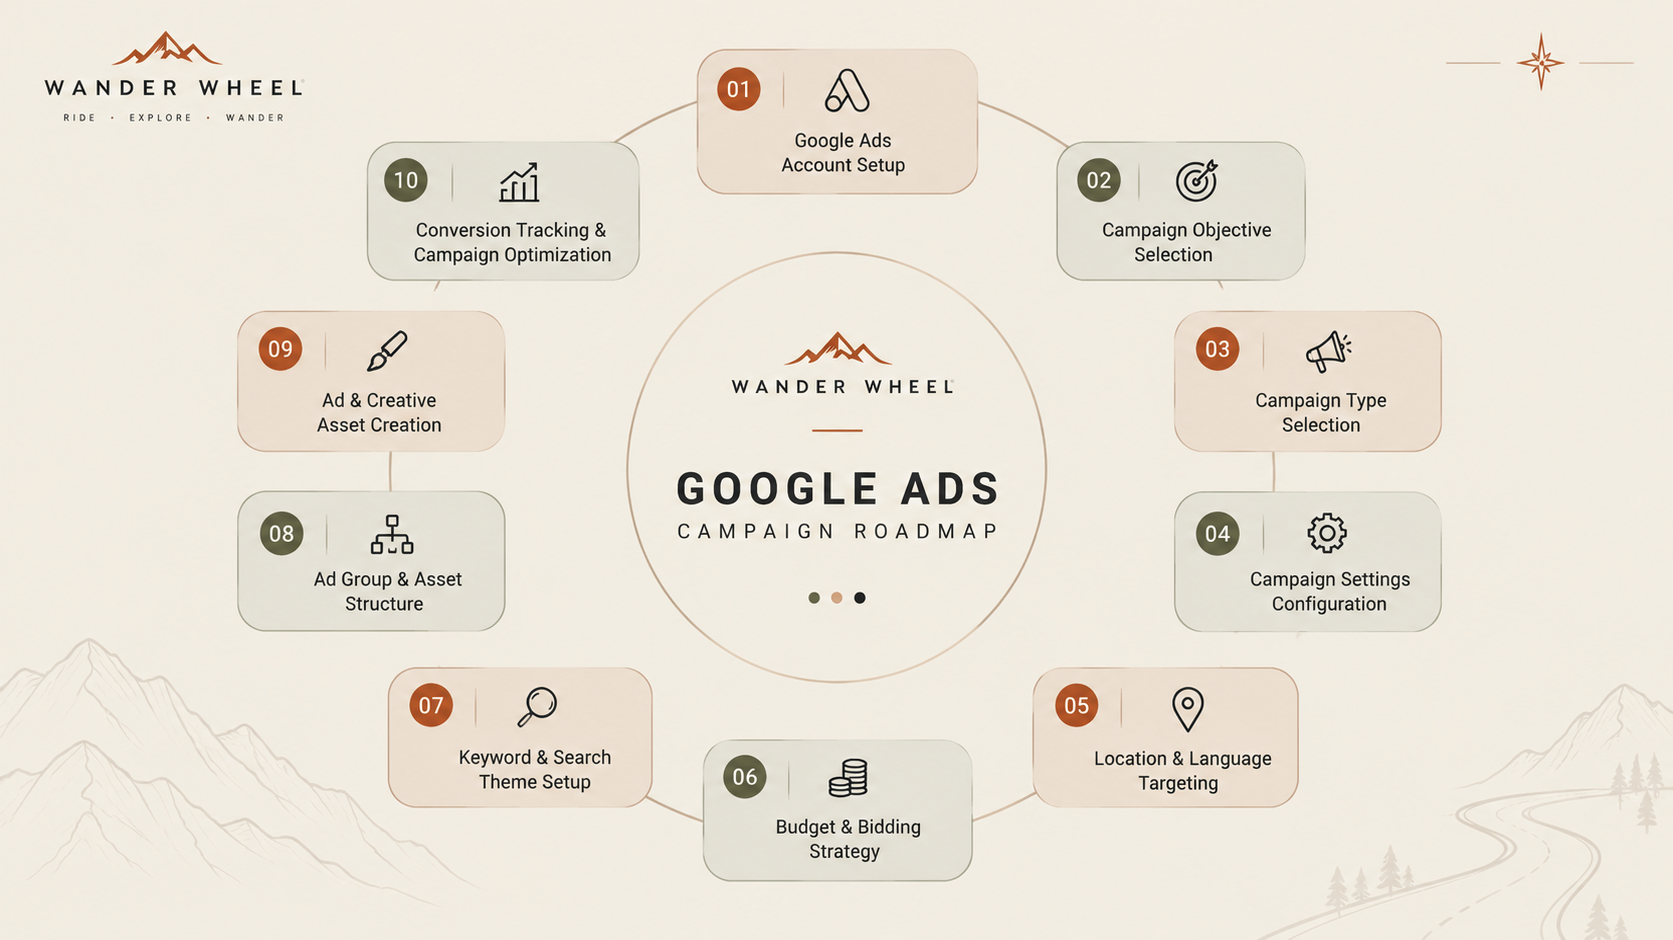 WANDER WHEEL
RIDE • EXPLORE • WANDER
01
Google Ads
Account Setup
02
Campaign Objective
Selection
03
Campaign Type
Selection
04
Campaign Settings
Configuration
05
Location & Language
Targeting
06
Budget & Bidding
Strategy
07
Keyword & Search
Theme Setup
08
Ad Group & Asset
Structure
09
Ad & Creative
Asset Creation
10
Conversion Tracking &
Campaign Optimization
WANDER WHEEL
GOOGLE ADS
CAMPAIGN ROADMAP